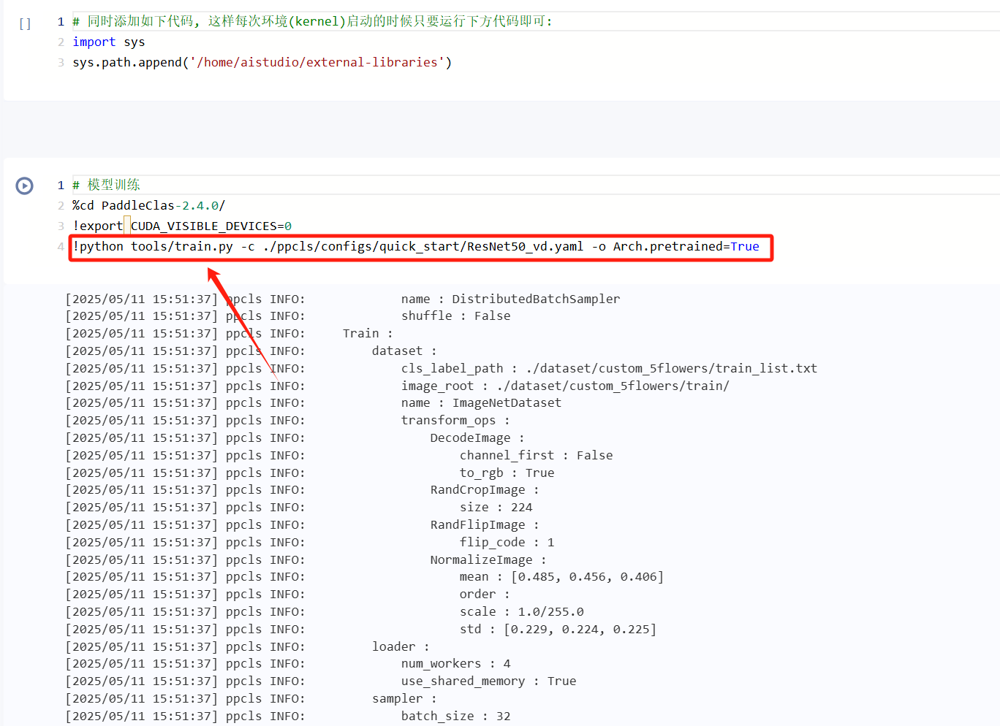 [ ]
1 # 同时添加如下代码, 这样每次环境(kernel)启动的时候只要运行下方代码即可:
2 import sys
3 sys.path.append('/home/aistudio/external-libraries')
1 # 模型训练
2 %cd PaddleClas-2.4.0/
3 !export CUDA_VISIBLE_DEVICES=0
4 !python tools/train.py -c ./ppcls/configs/quick_start/ResNet50_vd.yaml -o Arch.pretrained=True
[2025/05/11 15:51:37] ppcls INFO: name : DistributedBatchSampler
[2025/05/11 15:51:37] ppcls INFO: shuffle : False
[2025/05/11 15:51:37] ppcls INFO: Train :
[2025/05/11 15:51:37] ppcls INFO: dataset :
[2025/05/11 15:51:37] ppcls INFO: cls_label_path : ./dataset/custom_5flowers/train_list.txt
[2025/05/11 15:51:37] ppcls INFO: image_root : ./dataset/custom_5flowers/train/
[2025/05/11 15:51:37] ppcls INFO: name : ImageNetDataset
[2025/05/11 15:51:37] ppcls INFO: transform_ops :
[2025/05/11 15:51:37] ppcls INFO: DecodeImage :
[2025/05/11 15:51:37] ppcls INFO: channel_first : False
[2025/05/11 15:51:37] ppcls INFO: to_rgb : True
[2025/05/11 15:51:37] ppcls INFO: RandCropImage :
[2025/05/11 15:51:37] ppcls INFO: size : 224
[2025/05/11 15:51:37] ppcls INFO: RandFlipImage :
[2025/05/11 15:51:37] ppcls INFO: flip_code : 1
[2025/05/11 15:51:37] ppcls INFO: NormalizeImage :
[2025/05/11 15:51:37] ppcls INFO: mean : [0.485, 0.456, 0.406]
[2025/05/11 15:51:37] ppcls INFO: order :
[2025/05/11 15:51:37] ppcls INFO: scale : 1.0/255.0
[2025/05/11 15:51:37] ppcls INFO: std : [0.229, 0.224, 0.225]
[2025/05/11 15:51:37] ppcls INFO: loader :
[2025/05/11 15:51:37] ppcls INFO: num_workers : 4
[2025/05/11 15:51:37] ppcls INFO: use_shared_memory : True
[2025/05/11 15:51:37] ppcls INFO: sampler :
[2025/05/11 15:51:37] ppcls INFO: batch_size : 32